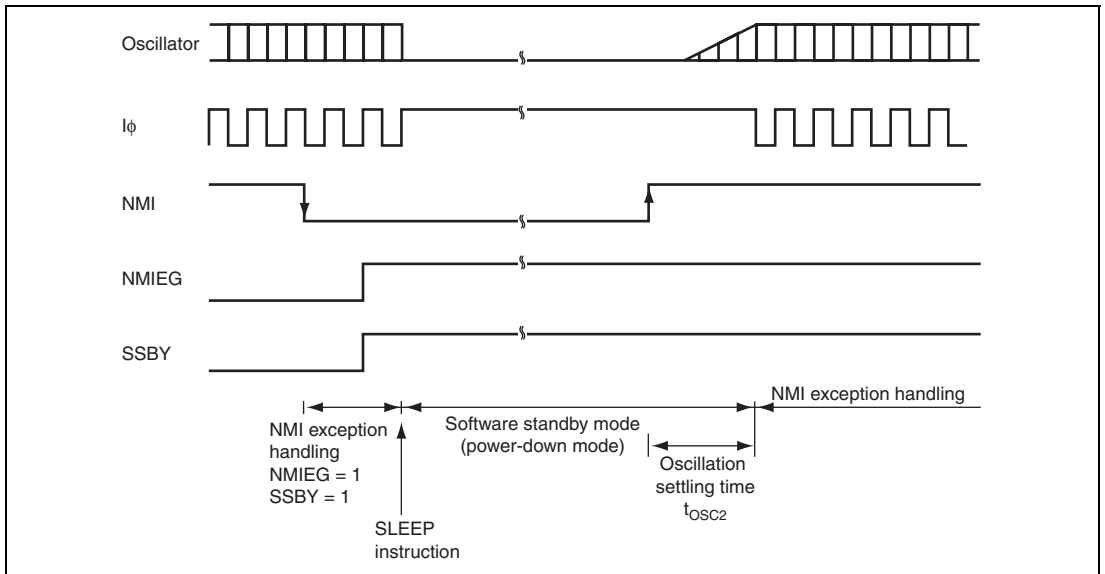 Oscillator
Iϕ
NMI
NMIEG
SSBY
NMI exception
handling
NMIEG = 1
SSBY = 1
SLEEP
instruction
Software standby mode
(power-down mode)
Oscillation
settling time
tOSC2
NMI exception handling